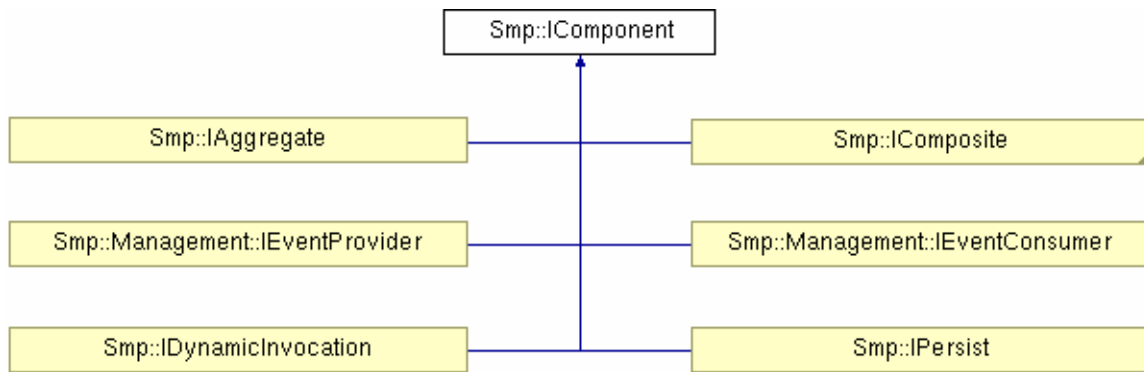 Smp::IComponent
Smp::IAggregate
Smp::IComposite
Smp::Management::IEventProvider
Smp::Management::IEventConsumer
Smp::IDynamicInvocation
Smp::IPersist